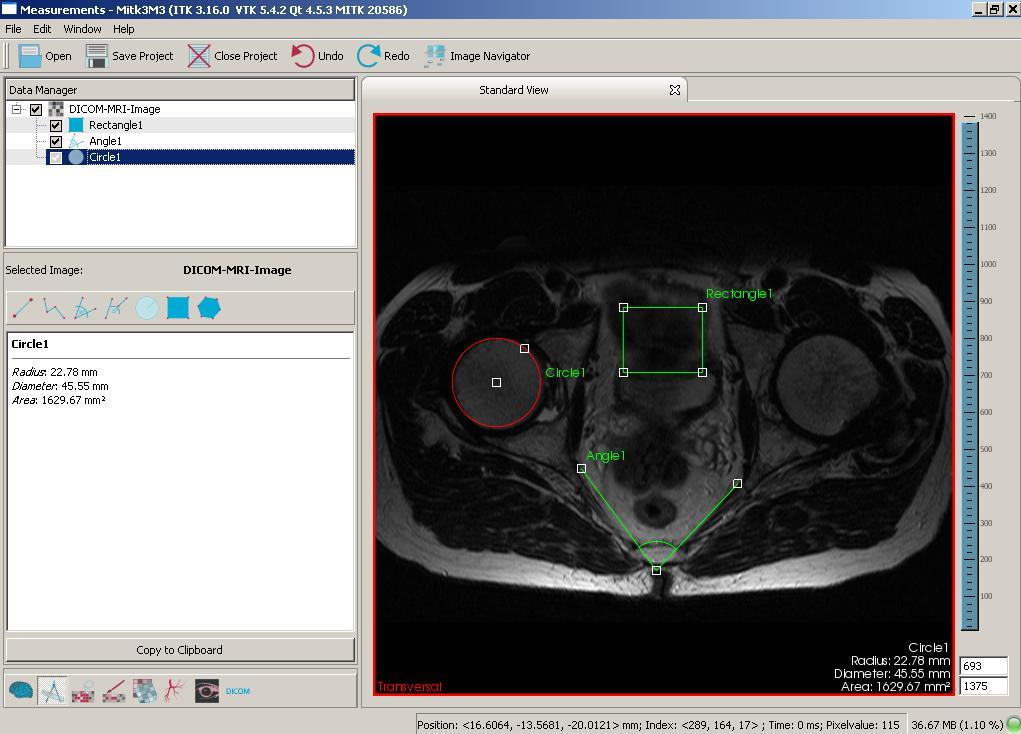 Measurements - Mitk3M3 (ITK 3.16.0 VTK 5.4.2 Qt 4.5.3 MITK 20586)
File Edit Window Help
Open Save Project Close Project Undo Redo Image Navigator
Data Manager
DICOM-MRI-Image
Rectangle1
Angle1
Circle1
Selected Image: DICOM-MRI-Image
Circle1
Radius: 22.78 mm
Diameter: 45.55 mm
Area: 1629.67 mm²
Copy to Clipboard
DICOM
Standard View
Rectangle1
Circle1
Angle1
Circle1
Radius: 22.78 mm
Diameter: 45.55 mm
Area: 1629.67 mm²
Transversal
1400
1300
1200
1100
1000
900
800
700
600
500
400
300
200
100
693
1375
Position: <16.6064, -13.5681, -20.0121> mm; Index: <289, 164, 17> ; Time: 0 ms; Pixelvalue: 115 36.67 MB (1.10 %)